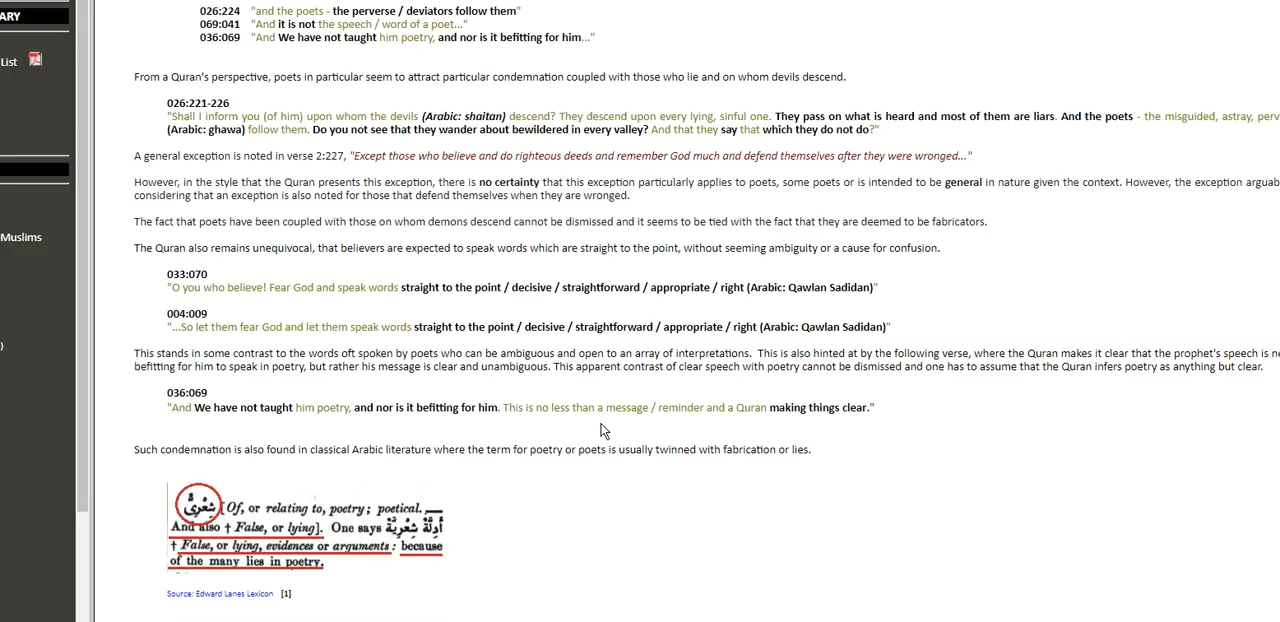 ARY
List
Muslims
)
026:224 "and the poets - the perverse / deviators follow them"
069:041 "And it is not the speech / word of a poet..."
036:069 "And We have not taught him poetry, and nor is it befitting for him..."
From a Quran's perspective, poets in particular seem to attract particular condemnation coupled with those who lie and on whom devils descend.
026:221-226
"Shall I inform you (of him) upon whom the devils (Arabic: shaitan) descend? They descend upon every lying, sinful one. They pass on what is heard and most of them are liars. And the poets - the misguided, astray, perv
(Arabic: ghawa) follow them. Do you not see that they wander about bewildered in every valley? And that they say that which they do not do?"
A general exception is noted in verse 2:227, "Except those who believe and do righteous deeds and remember God much and defend themselves after they were wronged..."
However, in the style that the Quran presents this exception, there is no certainty that this exception particularly applies to poets, some poets or is intended to be general in nature given the context. However, the exception arguab
considering that an exception is also noted for those that defend themselves when they are wronged.
The fact that poets have been coupled with those on whom demons descend cannot be dismissed and it seems to be tied with the fact that they are deemed to be fabricators.
The Quran also remains unequivocal, that believers are expected to speak words which are straight to the point, without seeming ambiguity or a cause for confusion.
033:070
"O you who believe! Fear God and speak words straight to the point / decisive / straightforward / appropriate / right (Arabic: Qawlan Sadidan)"
004:009
"...So let them fear God and let them speak words straight to the point / decisive / straightforward / appropriate / right (Arabic: Qawlan Sadidan)"
This stands in some contrast to the words oft spoken by poets who can be ambiguous and open to an array of interpretations. This is also hinted at by the following verse, where the Quran makes it clear that the prophet's speech is ne
befitting for him to speak in poetry, but rather his message is clear and unambiguous. This apparent contrast of clear speech with poetry cannot be dismissed and one has to assume that the Quran infers poetry as anything but clear.
036:069
"And We have not taught him poetry, and nor is it befitting for him. This is no less than a message / reminder and a Quran making things clear."
Such condemnation is also found in classical Arabic literature where the term for poetry or poets is usually twinned with fabrication or lies.
شِعْرِىٌّ [Of, or relating to, poetry; poetical. —
And also † False, or lying]. One says أَدِلَّةٌ شِعْرِيَّةٌ
† False, or lying, evidences or arguments: because
of the many lies in poetry.
Source: Edward Lanes Lexicon [1]